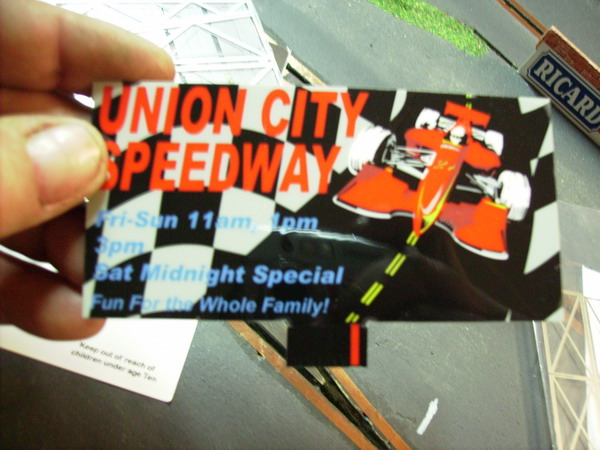 UNION CITY
SPEEDWAY
Fri-Sun 11am, 1pm
3pm
Sat Midnight Special
Fun For the Whole Family!
RICARD
Keep out of reach of
children under age Ten